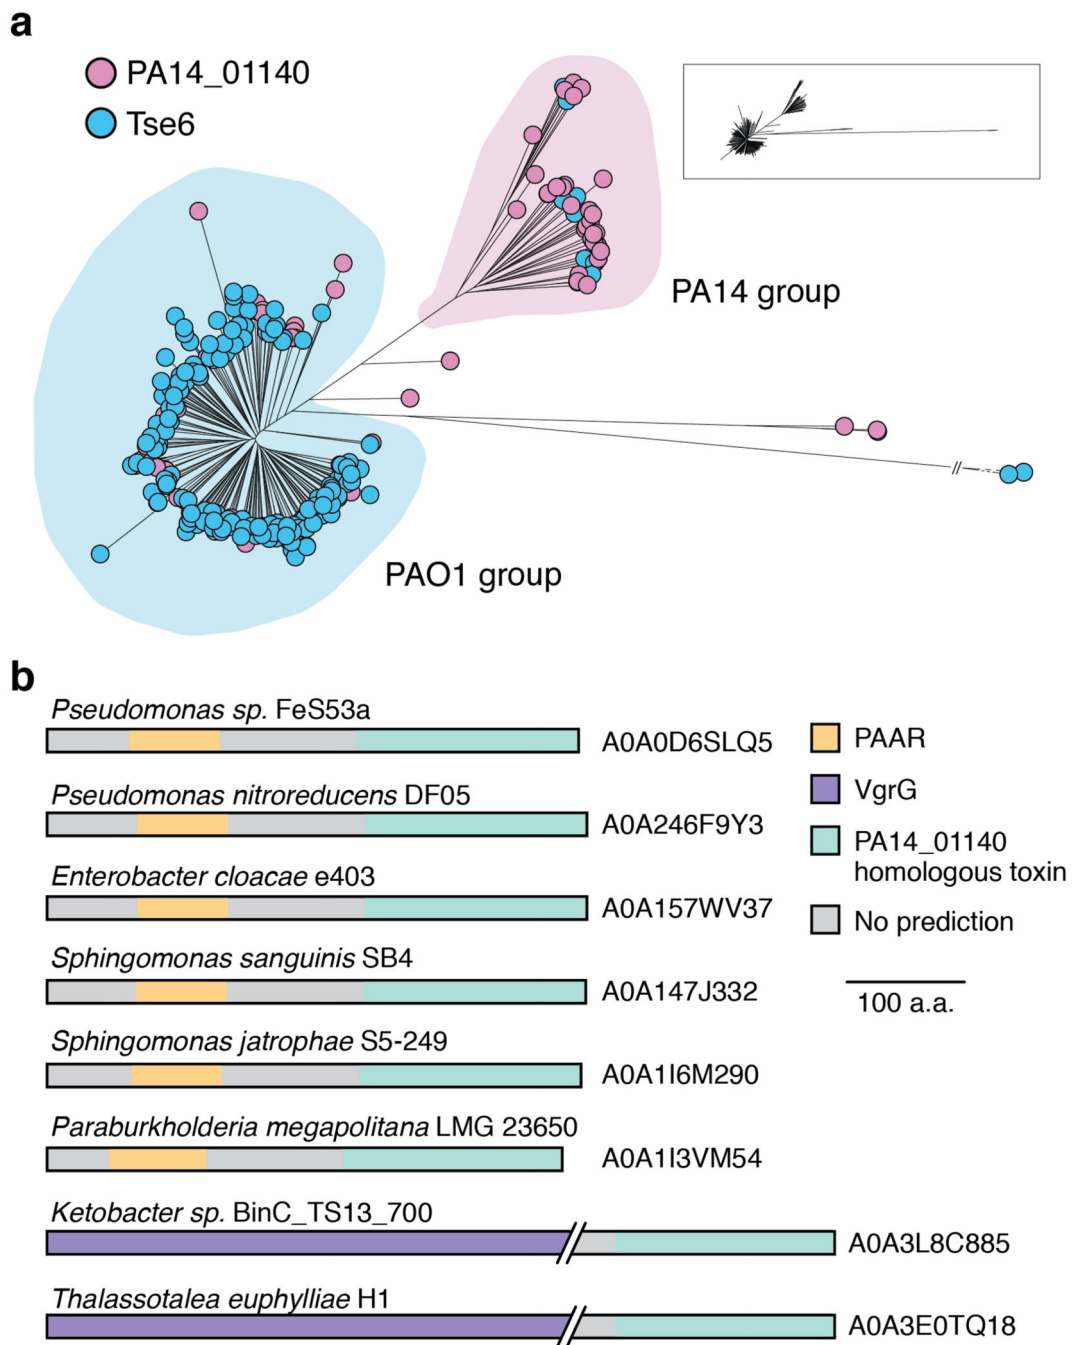 a
PA14_01140
Tse6
PA14 group
//
PAO1 group
b
Pseudomonas sp. FeS53a
A0A0D6SLQ5
Pseudomonas nitroreducens DF05
A0A246F9Y3
Enterobacter cloacae e403
A0A157WV37
Sphingomonas sanguinis SB4
A0A147J332
Sphingomonas jatrophae S5-249
A0A1I6M290
Paraburkholderia megapolitana LMG 23650
A0A1I3VM54
Ketobacter sp. BinC_TS13_700
A0A3L8C885
Thalassotalea euphylliae H1
A0A3E0TQ18
PAAR
VgrG
PA14_01140
homologous toxin
No prediction
100 a.a.